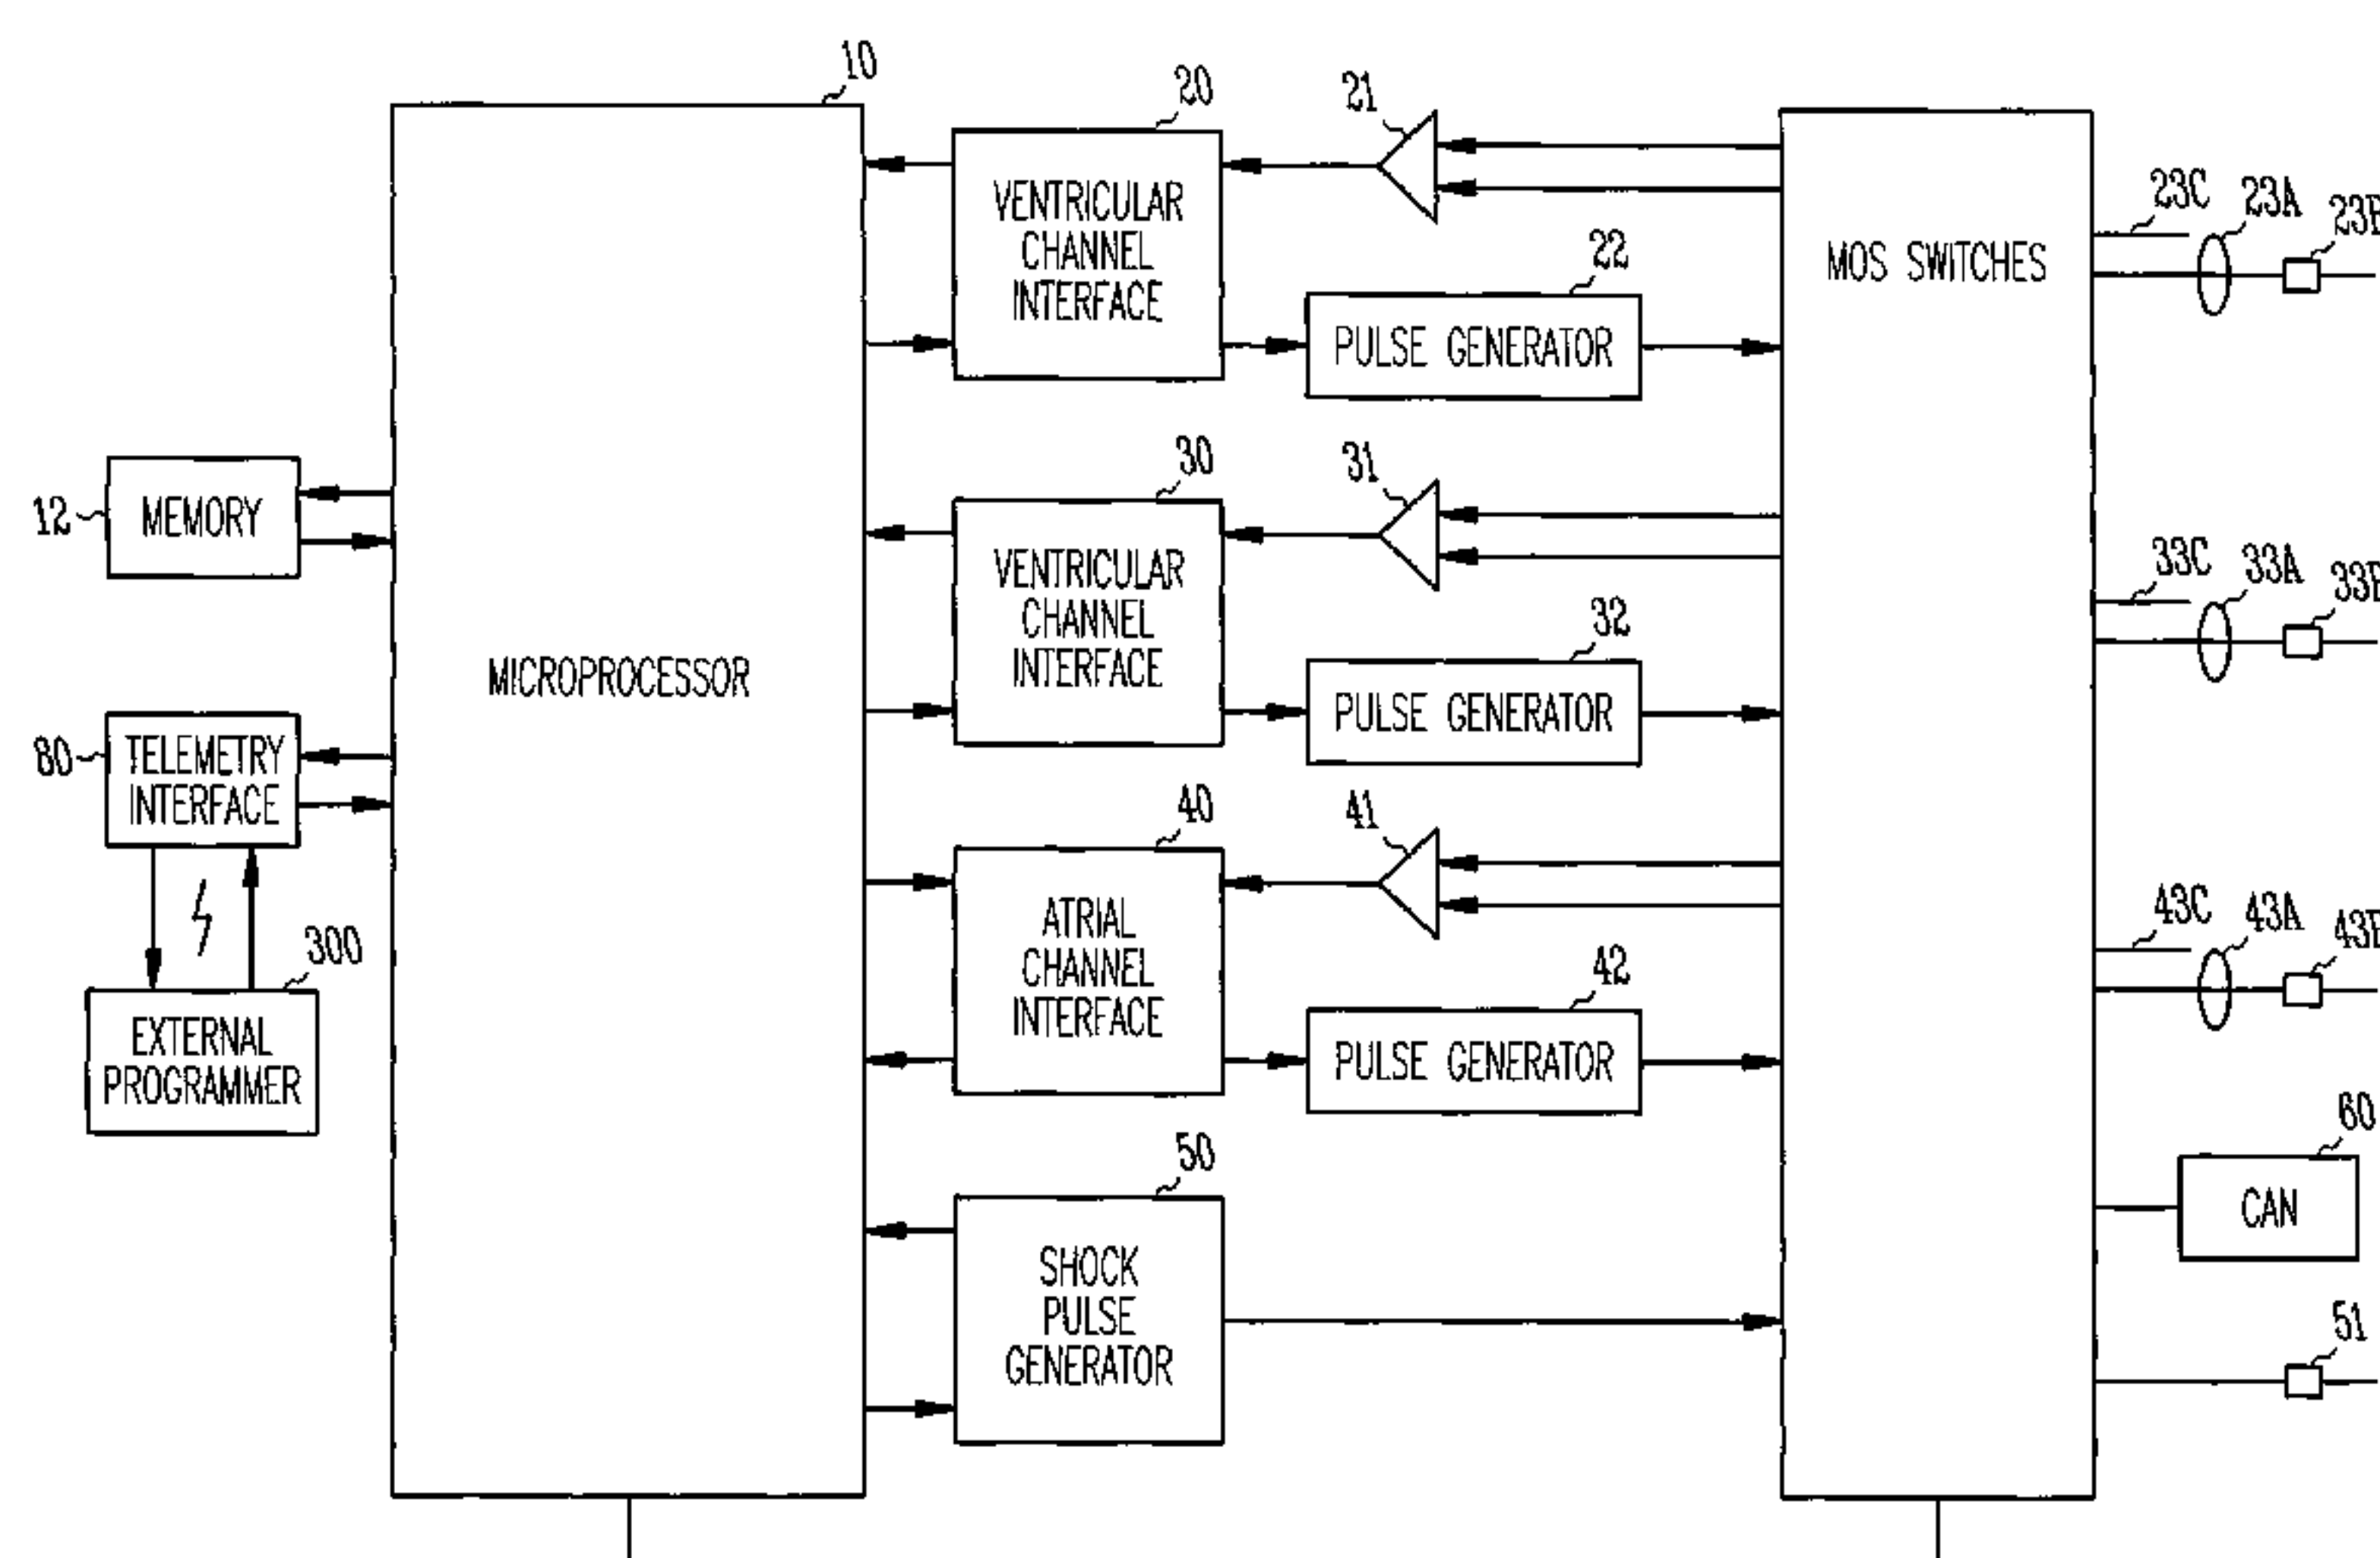 10
20
21
VENTRICULAR
CHANNEL
INTERFACE
22
PULSE GENERATOR
MOS SWITCHES
23C
23A
12
MEMORY
MICROPROCESSOR
30
31
VENTRICULAR
CHANNEL
INTERFACE
32
PULSE GENERATOR
33C
33A
80
TELEMETRY
INTERFACE
300
EXTERNAL
PROGRAMMER
40
41
ATRIAL
CHANNEL
INTERFACE
42
PULSE GENERATOR
43C
43A
50
SHOCK
PULSE
GENERATOR
60
CAN
51